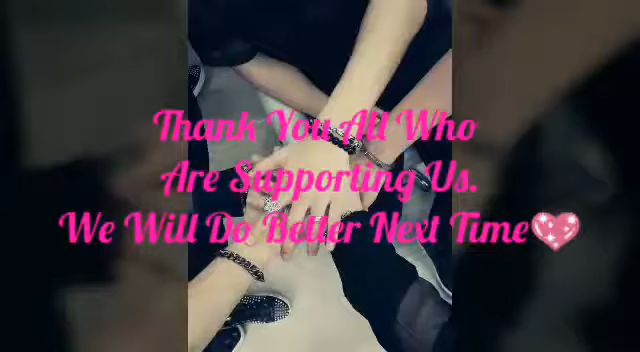 Thank You All Who
Are Supporting Us.
We Will Do Better Next Time💖